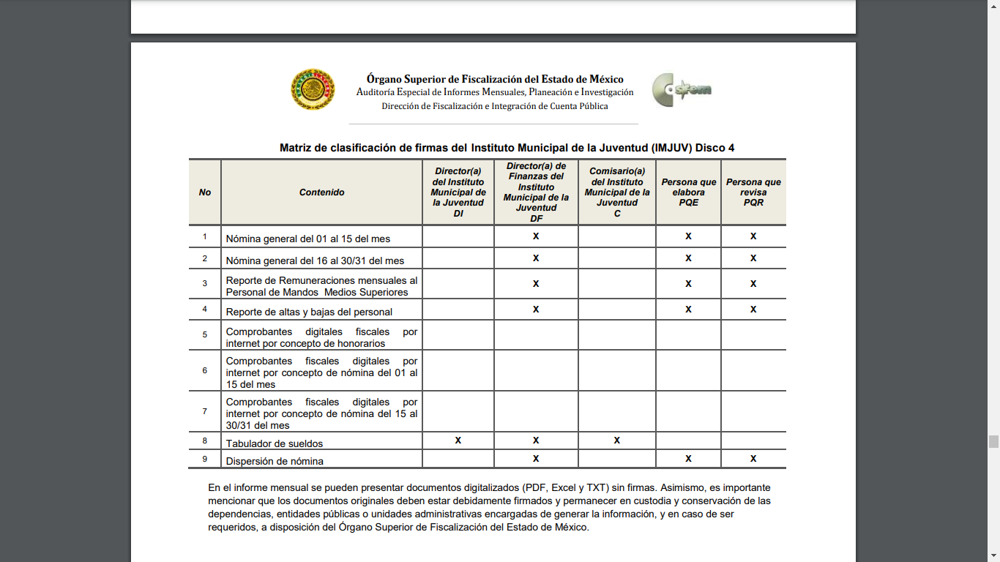 Órgano Superior de Fiscalización del Estado de México
Auditoría Especial de Informes Mensuales, Planeación e Investigación
Dirección de Fiscalización e Integración de Cuenta Pública
osfem
Matriz de clasificación de firmas del Instituto Municipal de la Juventud (IMJUV) Disco 4
No
Contenido
Director(a)
del Instituto
Municipal de
la Juventud
DI
Director(a) de
Finanzas del
Instituto
Municipal de la
Juventud
DF
Comisario(a)
del Instituto
Municipal de la
Juventud
C
Persona que
elabora
PQE
Persona que
revisa
PQR
1 Nómina general del 01 al 15 del mes X X X
2 Nómina general del 16 al 30/31 del mes X X X
3 Reporte de Remuneraciones mensuales al X X X
Personal de Mandos Medios Superiores
4 Reporte de altas y bajas del personal X X X
5 Comprobantes digitales fiscales por
internet por concepto de honorarios
6 Comprobantes fiscales digitales por
internet por concepto de nómina del 01 al
15 del mes
7 Comprobantes fiscales digitales por
internet por concepto de nómina del 15 al
30/31 del mes
8 Tabulador de sueldos X X X
9 Dispersión de nómina X X X
En el informe mensual se pueden presentar documentos digitalizados (PDF, Excel y TXT) sin firmas. Asimismo, es importante
mencionar que los documentos originales deben estar debidamente firmados y permanecer en custodia y conservación de las
dependencias, entidades públicas o unidades administrativas encargadas de generar la información, y en caso de ser
requeridos, a disposición del Órgano Superior de Fiscalización del Estado de México.